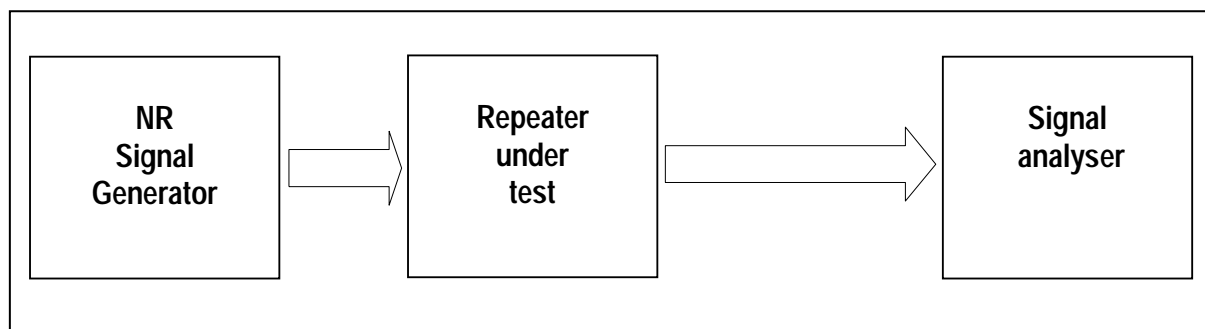 NR
Signal
Generator
Repeater
under
test
Signal
analyser